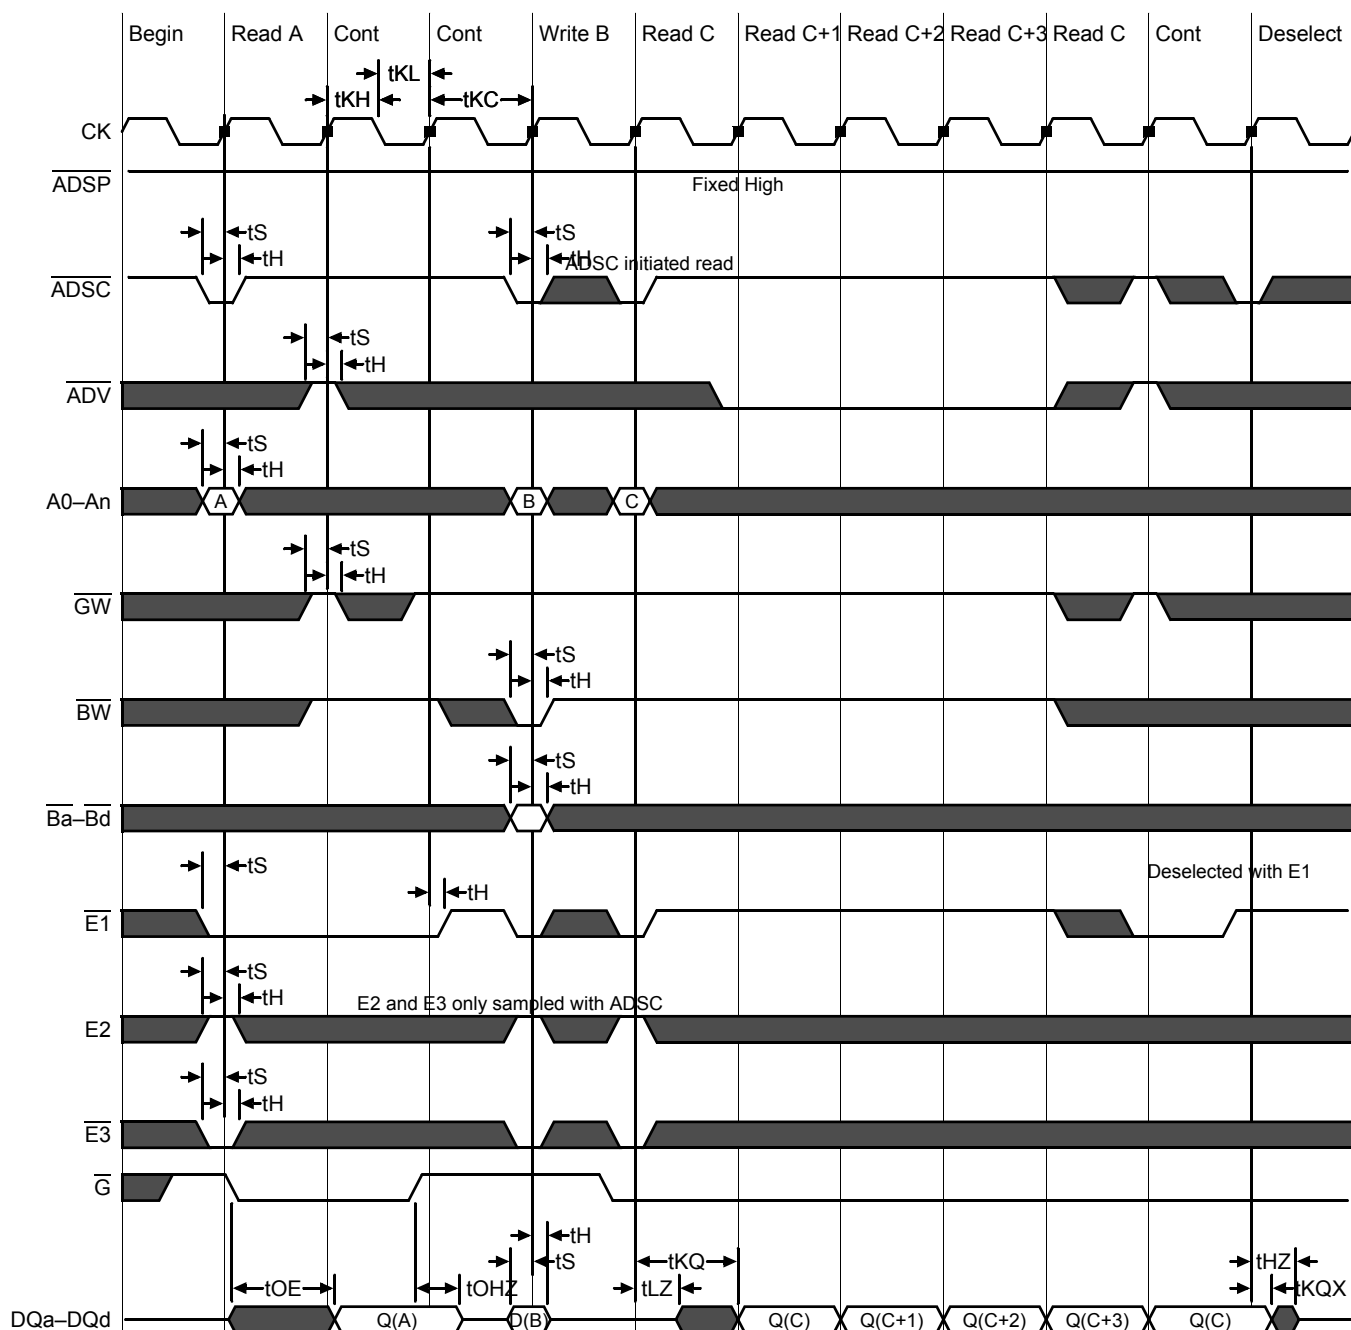 Begin Read A Cont Cont Write B Read C Read C+1 Read C+2 Read C+3 Read C Cont Deselect
tKL
tKH tKC
CK
ADSP
Fixed High
tS tS
tH tH
ADSC initiated read
ADSC
tS
tH
ADV
tS
tH
A0–An A B C
tS
tH
GW
tS
tH
BW
tS
tH
Ba–Bd
tS
Deselected with E1
tH
E1
tS
tH
E2 and E3 only sampled with ADSC
E2
tS
tH
E3
G
tH
tS tKQ tHZ
tOE tOHZ tLZ tKQX
DQa–DQd Q(A) D(B) Q(C) Q(C+1) Q(C+2) Q(C+3) Q(C)